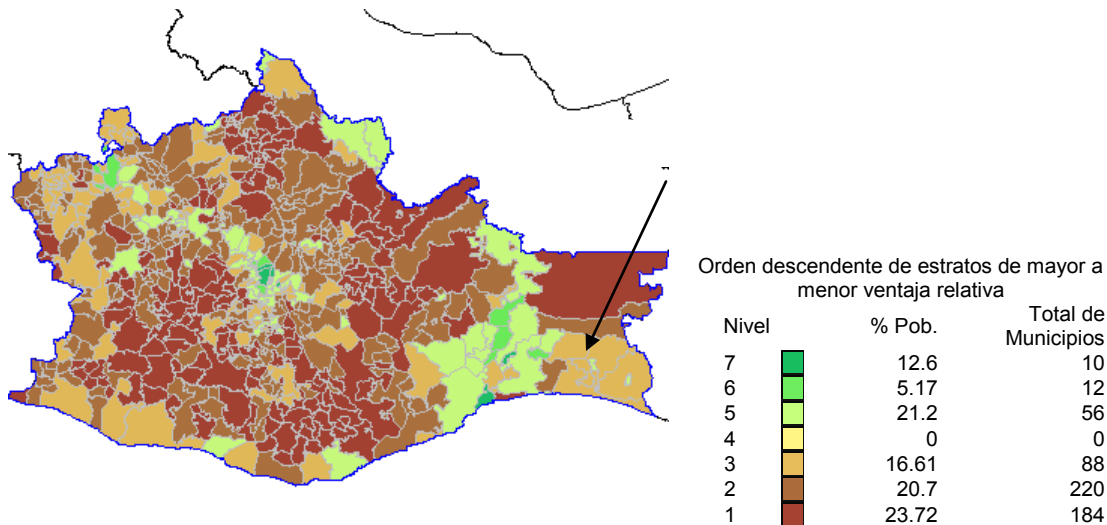 Orden descendente de estratos de mayor a
menor ventaja relativa
Nivel % Pob. Total de
Municipios
7 12.6 10
6 5.17 12
5 21.2 56
4 0 0
3 16.61 88
2 20.7 220
1 23.72 184